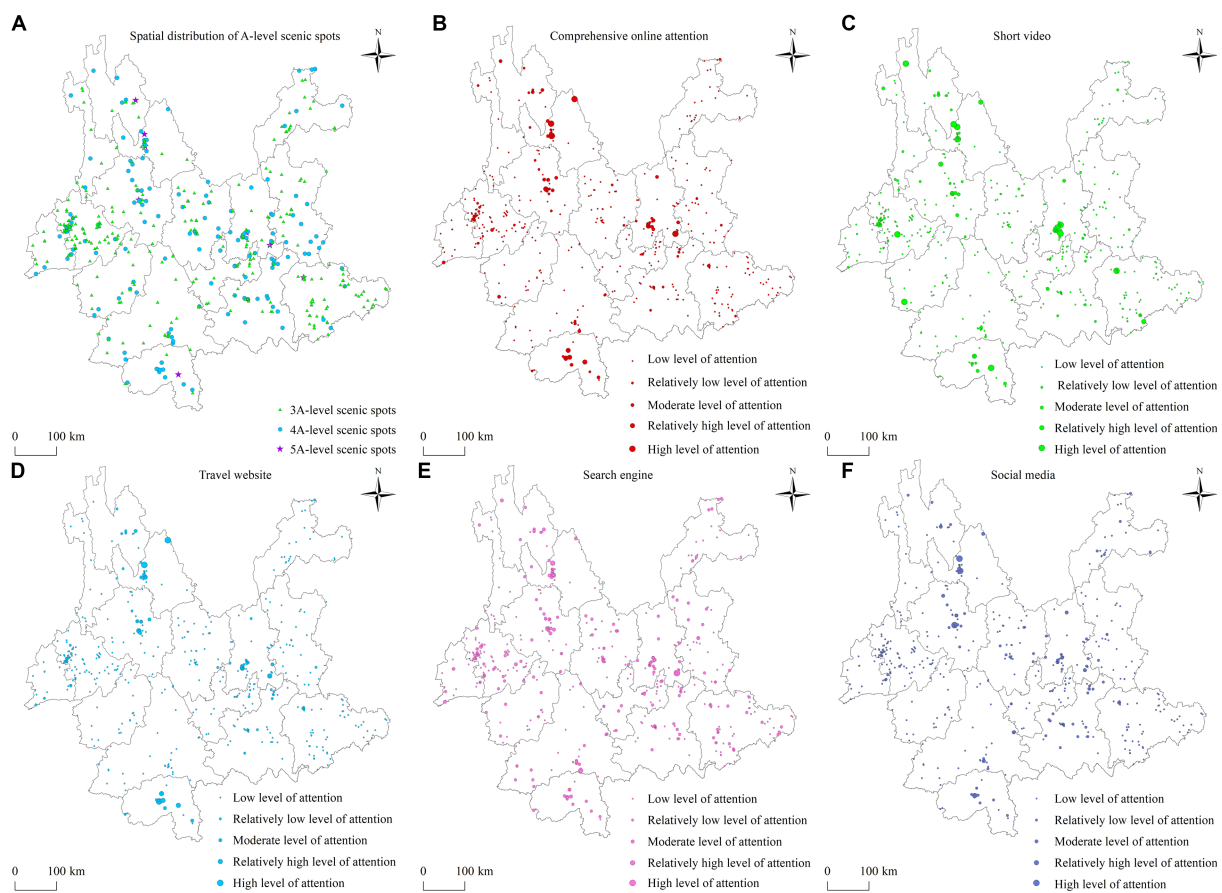 A
Spatial distribution of A-level scenic spots
N
3A-level scenic spots
4A-level scenic spots
5A-level scenic spots
0 100 km
B
Comprehensive online attention
N
Low level of attention
Relatively low level of attention
Moderate level of attention
Relatively high level of attention
High level of attention
0 100 km
C
Short video
N
Low level of attention
Relatively low level of attention
Moderate level of attention
Relatively high level of attention
High level of attention
0 100 km
D
Travel website
N
Low level of attention
Relatively low level of attention
Moderate level of attention
Relatively high level of attention
High level of attention
0 100 km
E
Search engine
N
Low level of attention
Relatively low level of attention
Moderate level of attention
Relatively high level of attention
High level of attention
0 100 km
F
Social media
N
Low level of attention
Relatively low level of attention
Moderate level of attention
Relatively high level of attention
High level of attention
0 100 km